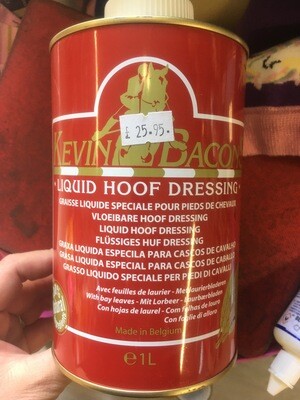 £ 25.95.
KEVIN BACON
· LIQUID HOOF DRESSING ·
GRAISSE LIQUIDE SPECIALE POUR PIEDS DE CHEVAUX
VLOEIBARE HOOF DRESSING
LIQUID HOOF DRESSING
FLÜSSIGES HUF DRESSING
GRAXA LIQUIDA ESPECILA PARA CASCOS DE CAVALHO
GRASA LIQUIDA ESPECIAL PARA CASCOS DE CABALLO
GRASSO LIQUIDO SPECIALE PER PIEDI DI CAVALLI
Avec feuilles de laurier - Met laurierbladeren
With bay leaves - Mit Lorbeer - Laurbærbladen
Con hojas de laurel - Com folhas de louro
Con foglie di alloro
Made in Belgium
e 1L